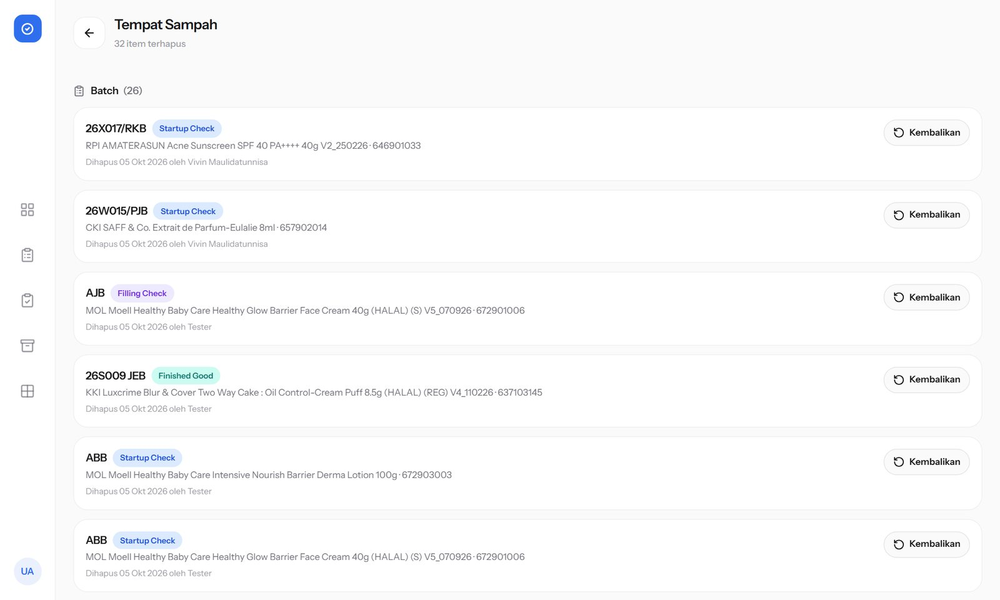 Tempat Sampah
32 item terhapus
Batch (26)
26X017/RKB Startup Check
Kembalikan
RPI AMATERASUN Acne Sunscreen SPF 40 PA++++ 40g V2_250226 · 646901033
Dihapus 05 Okt 2026 oleh Vivin Maulidatunnisa
26W015/PJB Startup Check
Kembalikan
CKI SAFF & Co. Extrait de Parfum-Eulalie 8ml · 657902014
Dihapus 05 Okt 2026 oleh Vivin Maulidatunnisa
AJB Filling Check
Kembalikan
MOL Moell Healthy Baby Care Healthy Glow Barrier Face Cream 40g (HALAL) (S) V5_070926 · 672901006
Dihapus 05 Okt 2026 oleh Tester
26S009 JEB Finished Good
Kembalikan
KKI Luxcrime Blur & Cover Two Way Cake : Oil Control-Cream Puff 8.5g (HALAL) (REG) V4_110226 · 637103145
Dihapus 05 Okt 2026 oleh Tester
ABB Startup Check
Kembalikan
MOL Moell Healthy Baby Care Intensive Nourish Barrier Derma Lotion 100g · 672903003
Dihapus 05 Okt 2026 oleh Tester
ABB Startup Check
Kembalikan
MOL Moell Healthy Baby Care Healthy Glow Barrier Face Cream 40g (HALAL) (S) V5_070926 · 672901006
Dihapus 05 Okt 2026 oleh Tester
UA